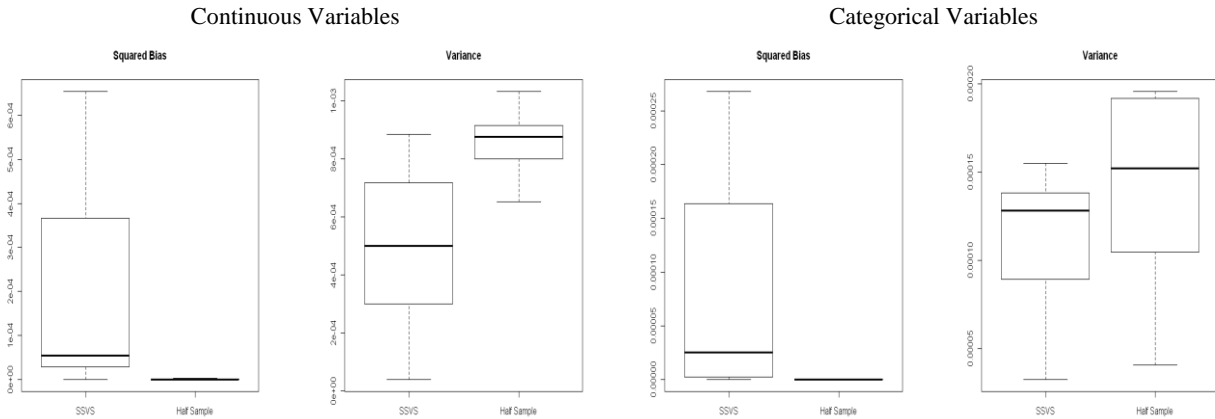 Continuous Variables
Categorical Variables
Squared Bias
0e+00 1e-04 2e-04 3e-04 4e-04 5e-04 6e-04
SSVS Half Sample
Variance
0e+00 2e-04 4e-04 6e-04 8e-04 1e-03
SSVS Half Sample
Squared Bias
0.00000 0.00005 0.00010 0.00015 0.00020 0.00025
SSVS Half Sample
Variance
0.00005 0.00010 0.00015 0.00020
SSVS Half Sample